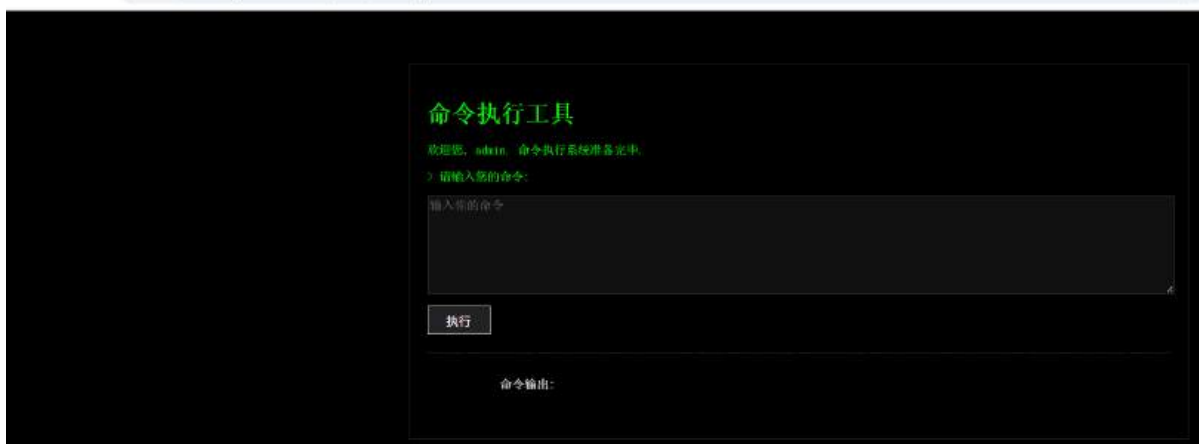 命令执行工具
欢迎您, admin. 命令执行系统准备完毕.
> 请输入您的命令:
输入你的命令
执行
命令输出: